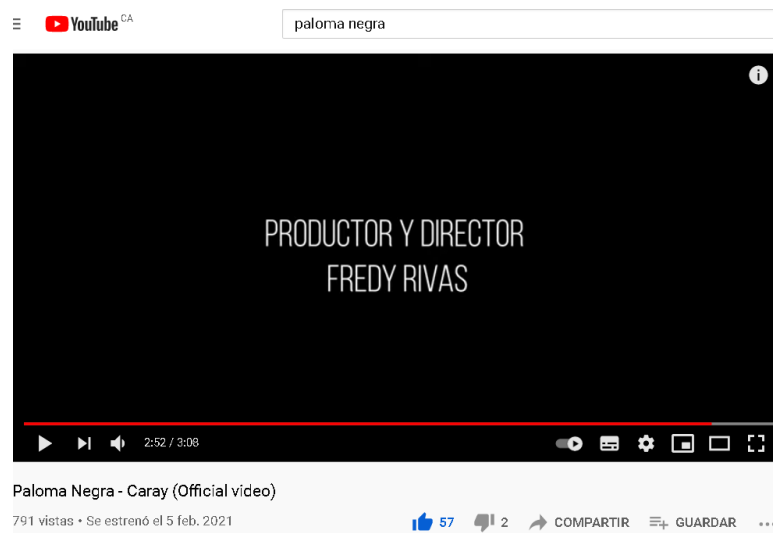 YouTube CA
paloma negra
PRODUCTOR Y DIRECTOR
FREDY RIVAS
2:52 / 3:08
Paloma Negra - Caray (Official video)
791 vistas • Se estrenó el 5 feb. 2021
57
2
COMPARTIR
GUARDAR